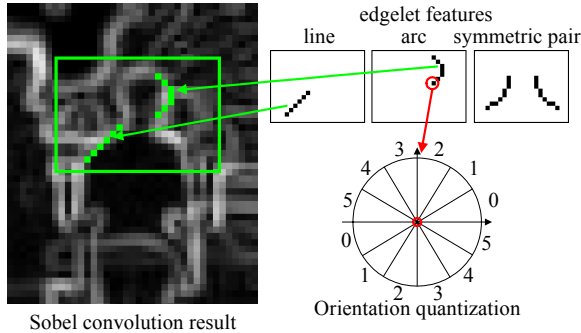 edgelet features
line arc symmetric pair
3 2
4 1
5 0
0 5
1 4
2 3
Sobel convolution result
Orientation quantization